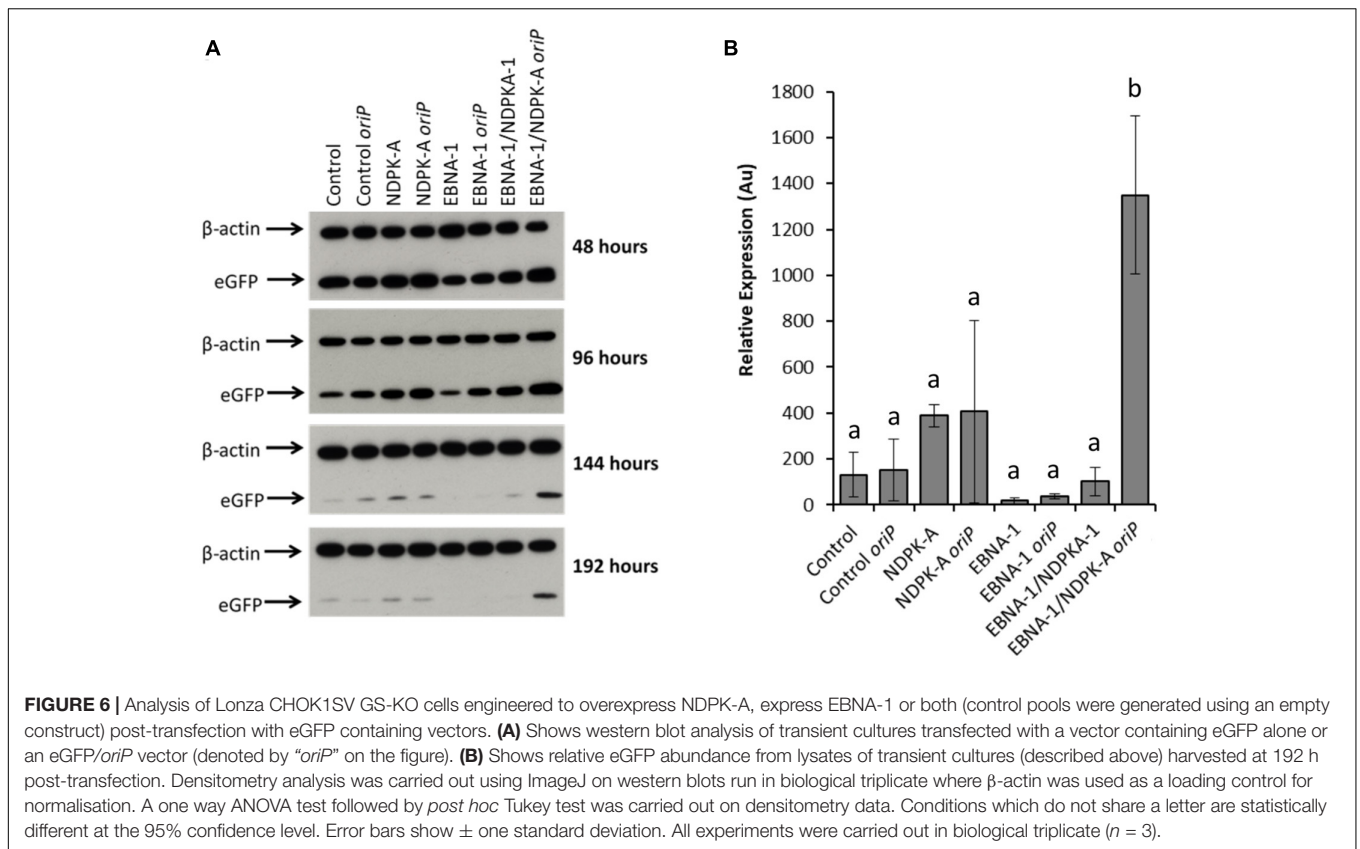 A
Control
Control oriP
NDPK-A
NDPK-A oriP
EBNA-1
EBNA-1 oriP
EBNA-1/NDPKA-1
EBNA-1/NDPK-A oriP
β-actin
eGFP
48 hours
β-actin
eGFP
96 hours
β-actin
eGFP
144 hours
β-actin
eGFP
192 hours
B
Relative Expression (Au)
1800
1600
1400
1200
1000
800
600
400
200
0
a
a
a
a
a
a
a
b
Control
Control oriP
NDPK-A
NDPK-A oriP
EBNA-1
EBNA-1 oriP
EBNA-1/NDPKA-1
EBNA-1/NDPK-A oriP
FIGURE 6 | Analysis of Lonza CHOK1SV GS-KO cells engineered to overexpress NDPK-A, express EBNA-1 or both (control pools were generated using an empty
construct) post-transfection with eGFP containing vectors. (A) Shows western blot analysis of transient cultures transfected with a vector containing eGFP alone or
an eGFP/oriP vector (denoted by “oriP” on the figure). (B) Shows relative eGFP abundance from lysates of transient cultures (described above) harvested at 192 h
post-transfection. Densitometry analysis was carried out using ImageJ on western blots run in biological triplicate where β-actin was used as a loading control for
normalisation. A one way ANOVA test followed by post hoc Tukey test was carried out on densitometry data. Conditions which do not share a letter are statistically
different at the 95% confidence level. Error bars show ± one standard deviation. All experiments were carried out in biological triplicate (n = 3).